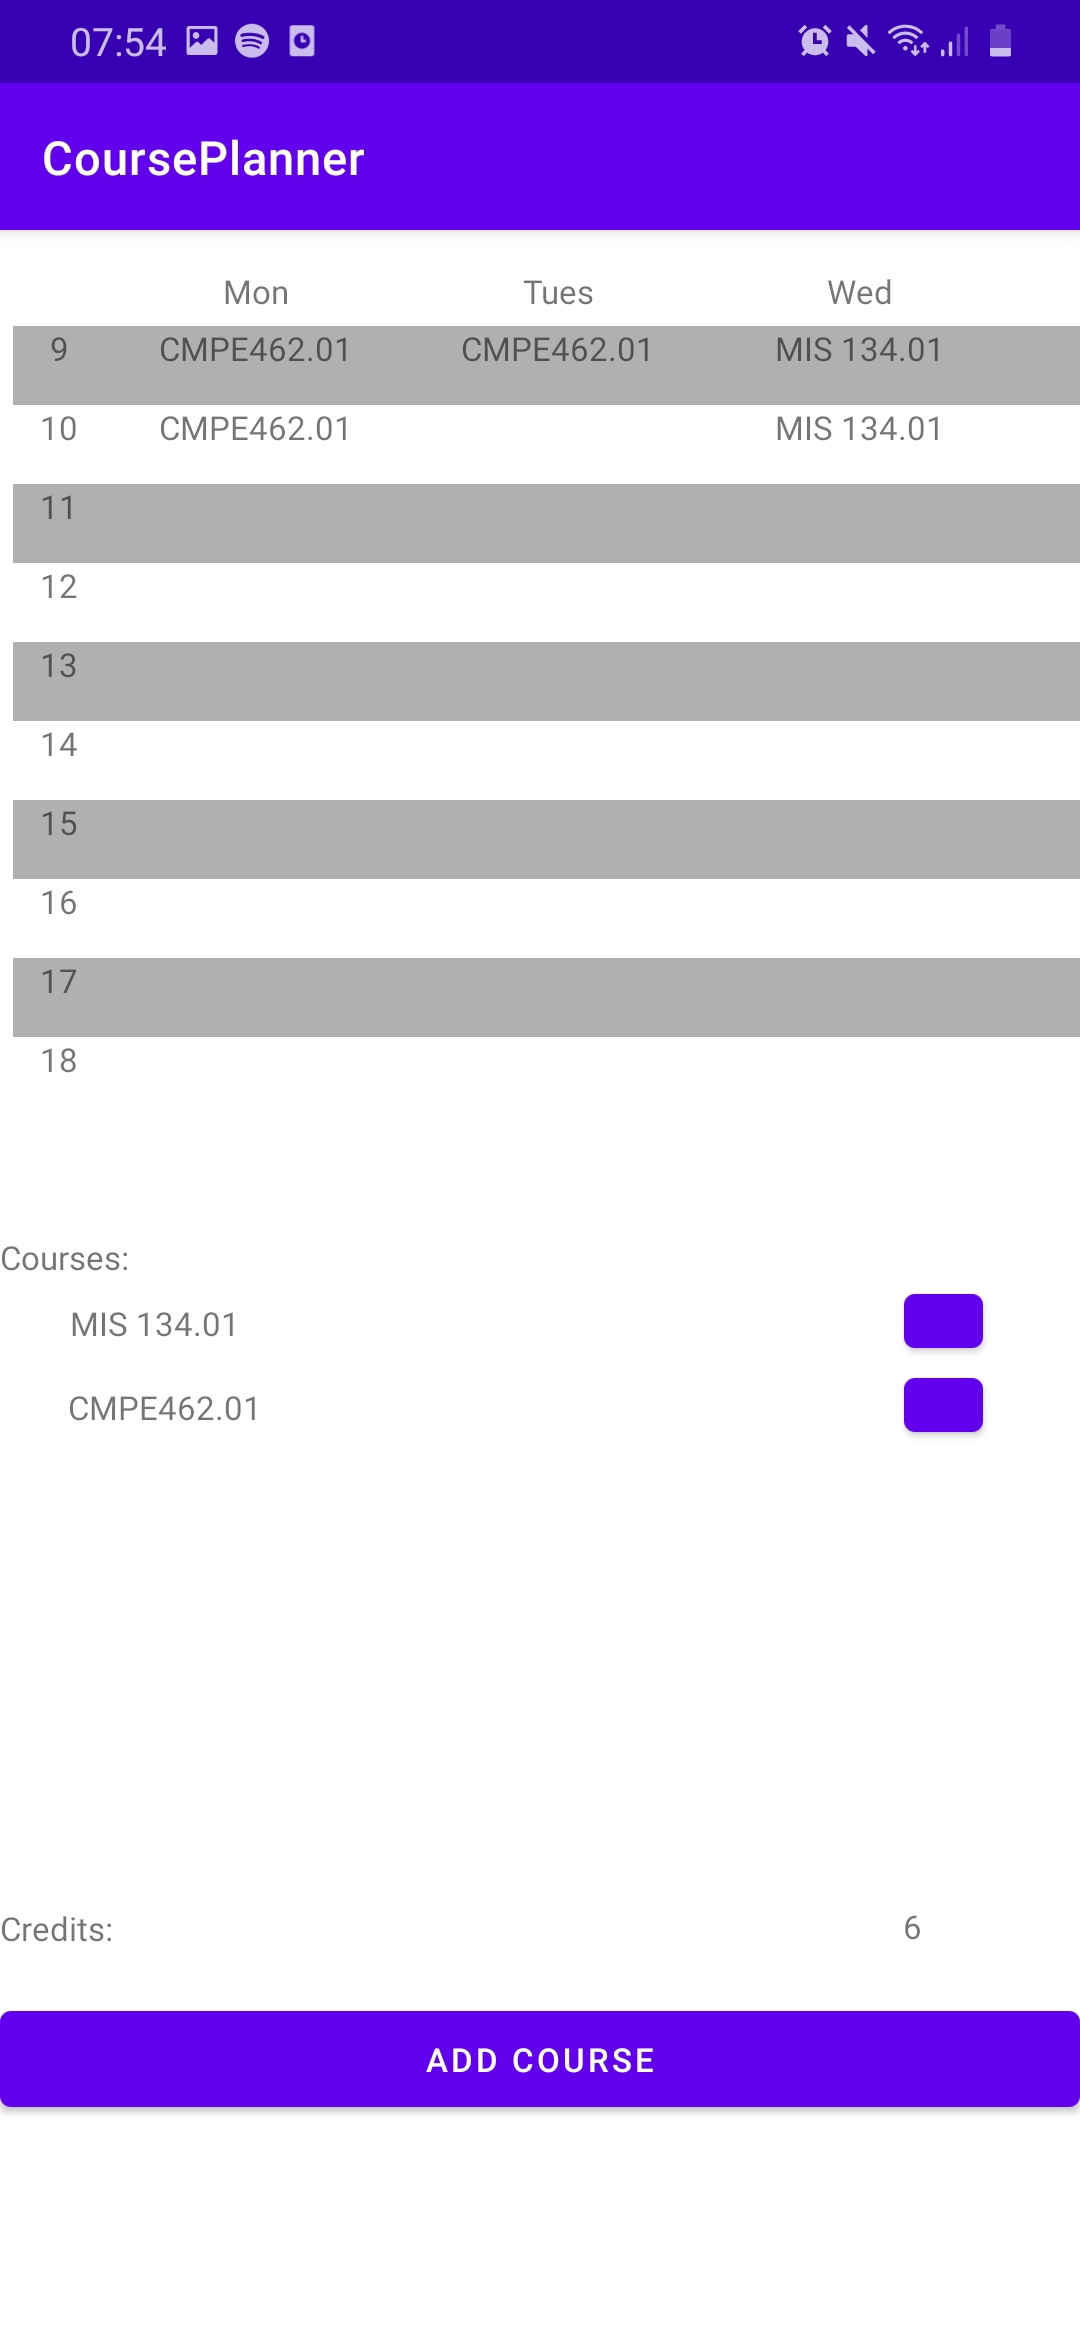 07:54
CoursePlanner
Mon Tues Wed
9 CMPE462.01 CMPE462.01 MIS 134.01
10 CMPE462.01 MIS 134.01
11
12
13
14
15
16
17
18
Courses:
MIS 134.01
CMPE462.01
Credits: 6
ADD COURSE